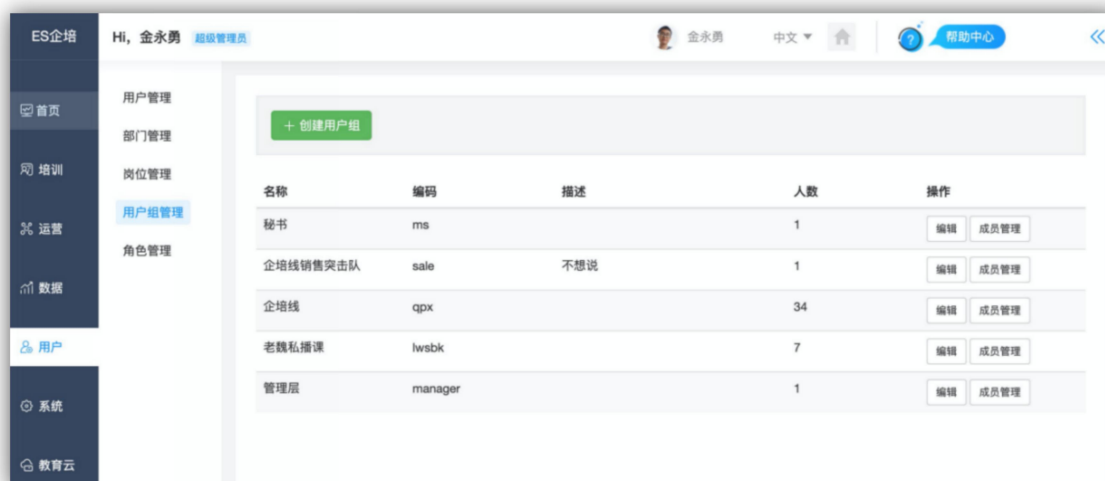 ES企培
Hi，金永勇 超级管理员
金永勇
中文 ▼
帮助中心
首页
培训
运营
数据
用户
系统
教育云
用户管理
部门管理
岗位管理
用户组管理
角色管理
+ 创建用户组
名称 编码 描述 人数 操作
秘书 ms 1 编辑 成员管理
企培线销售突击队 sale 不想说 1 编辑 成员管理
企培线 qpx 34 编辑 成员管理
老魏私播课 lwsbk 7 编辑 成员管理
管理层 manager 1 编辑 成员管理